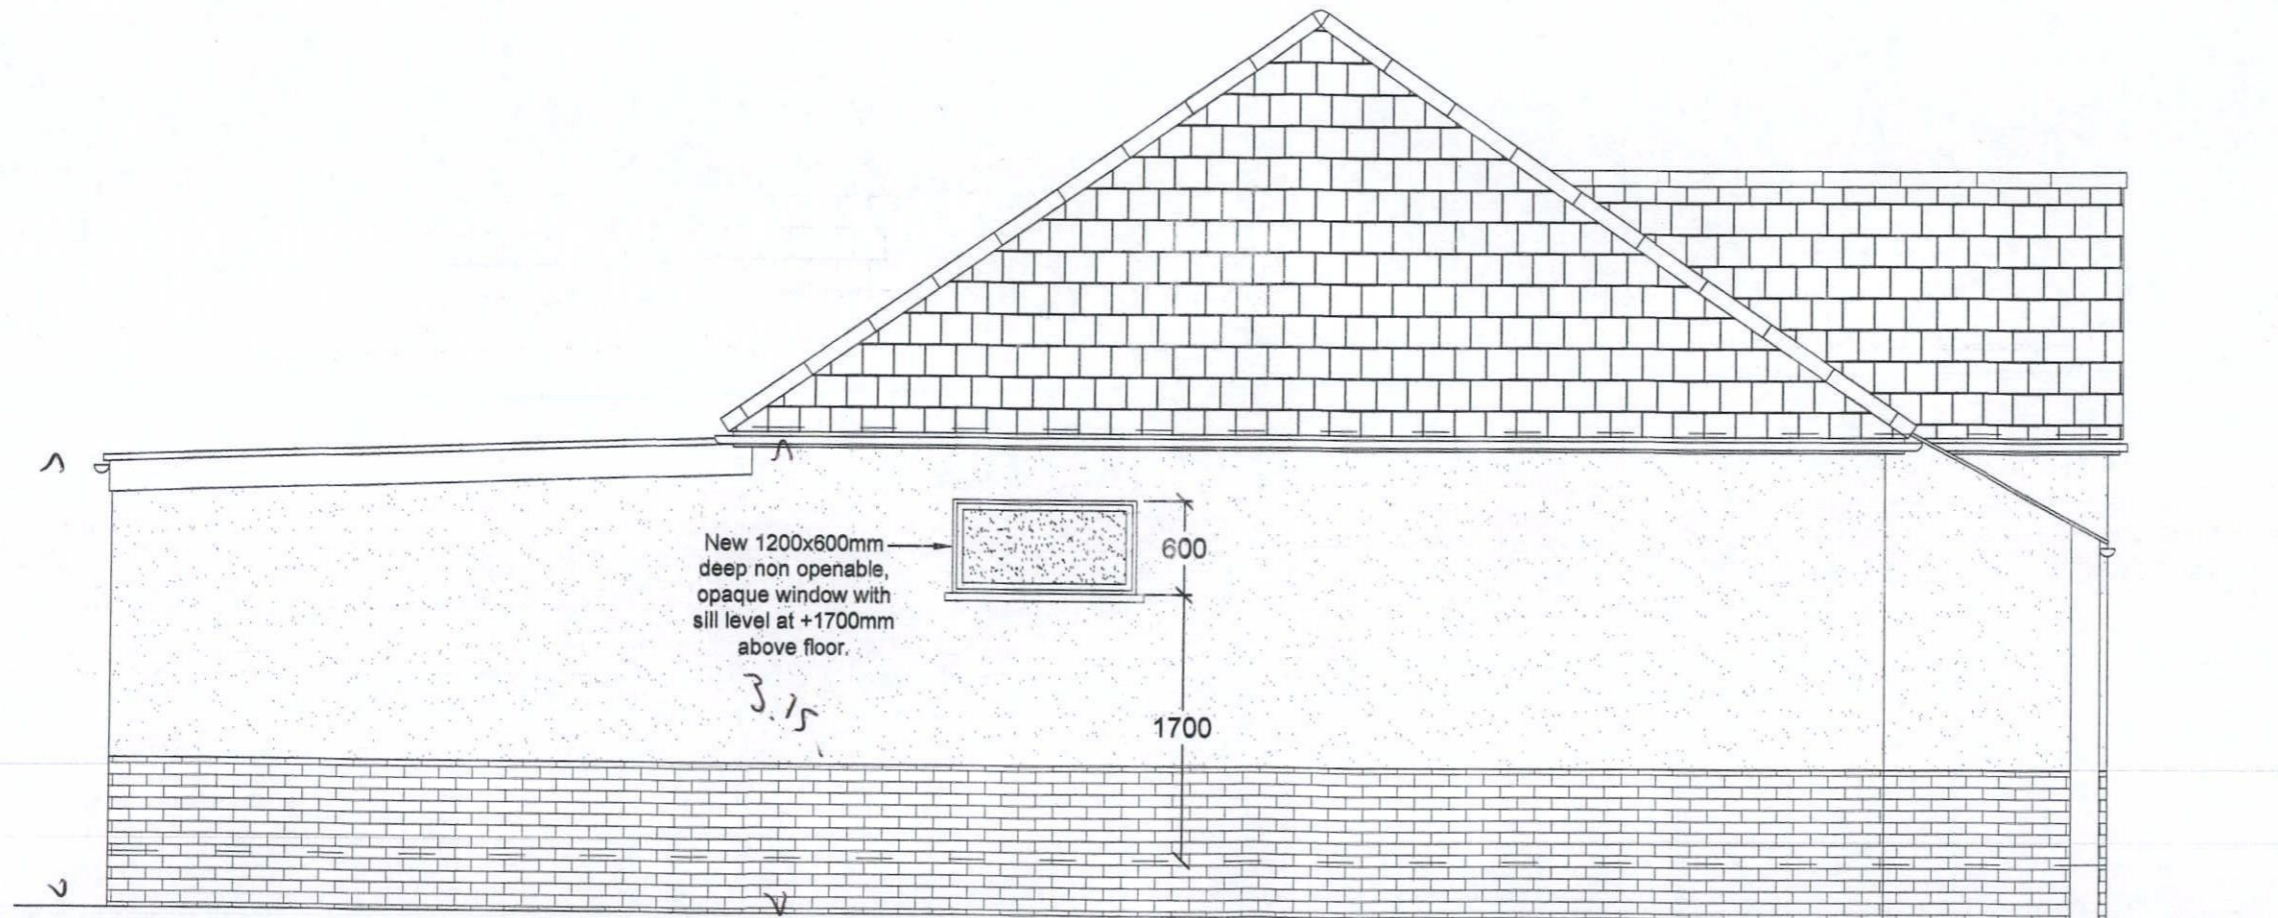 New 1200x600mm
deep non openable,
opaque window with
sill level at +1700mm
above floor.
600
3.15
1700